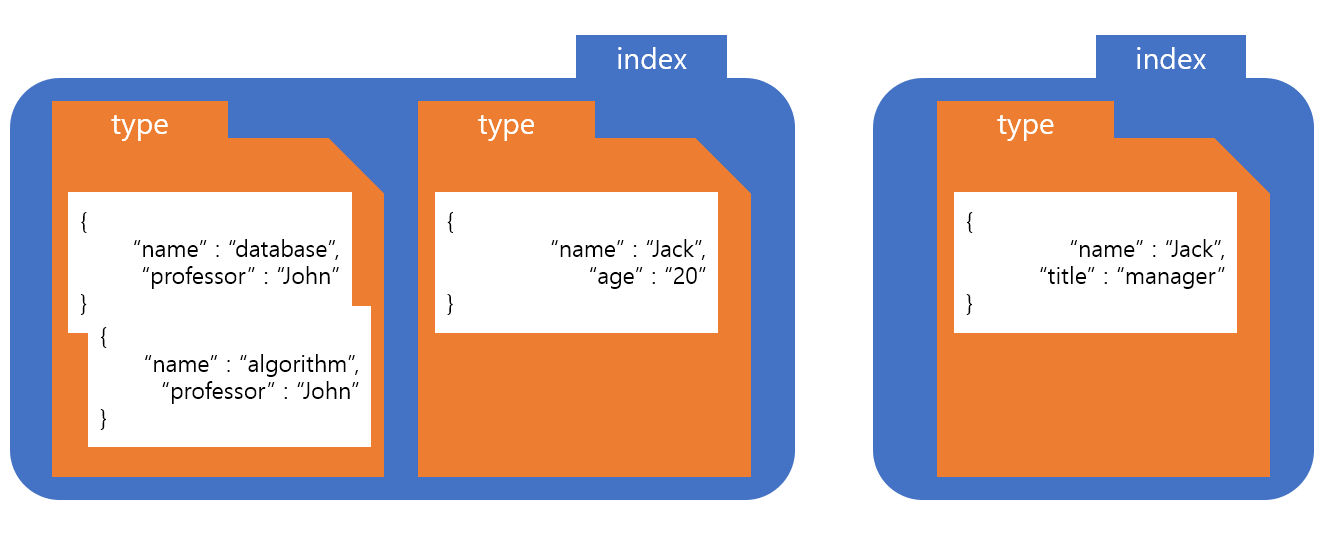 index
type
{
“name” : “database”,
“professor” : “John”
}
{
“name” : “algorithm”,
“professor” : “John”
}
type
{
“name” : “Jack”,
“age” : “20”
}
index
type
{
“name” : “Jack”,
“title” : “manager”
}